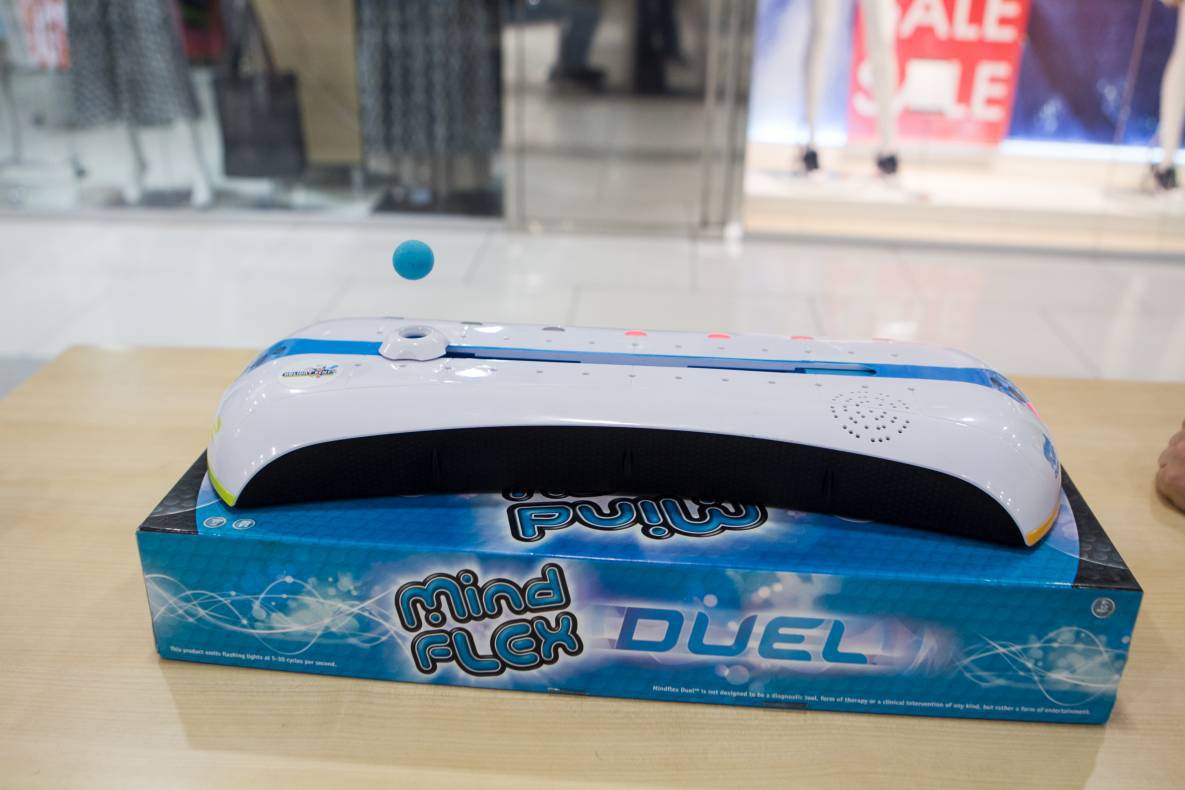 SALE
SALE
Mind
Mind
FLEX
DUEL
This product emits flashing lights at 5-30 cycles per second.
Mindflex Duel™ is not designed to be a diagnostic tool, form of therapy or a clinical intervention of any kind, but rather a form of entertainment.